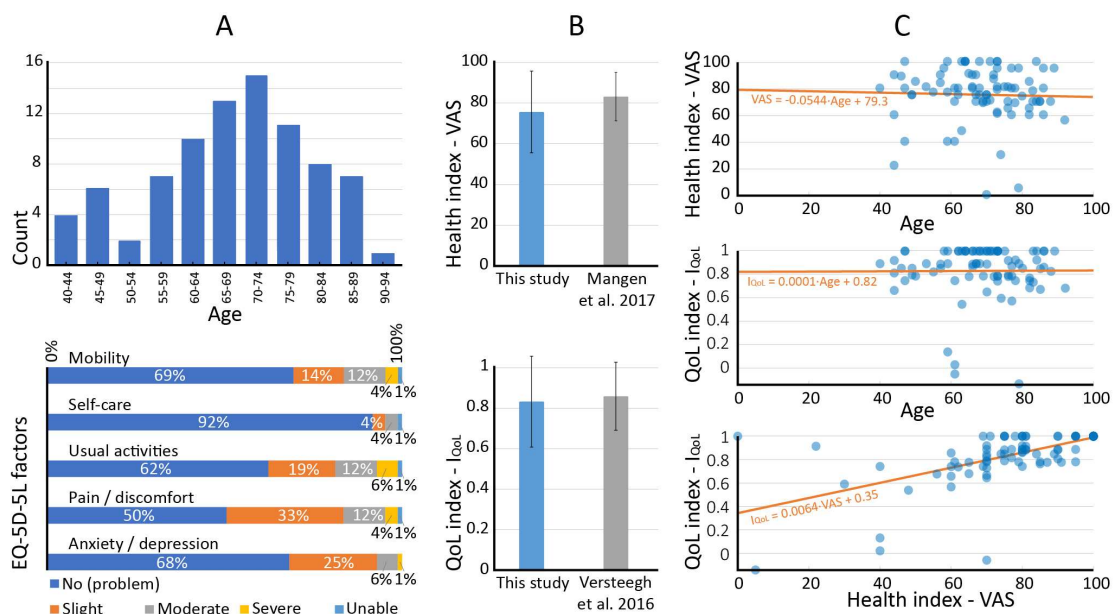 A
16
12
8
4
0
Count
40-44
45-49
50-54
55-59
60-64
65-69
70-74
75-79
80-84
85-89
90-94
Age
0%
100%
EQ-5D-5L factors
Mobility
69%
14%
12%
4%
1%
Self-care
92%
4%
4%
1%
Usual activities
62%
19%
12%
6%
1%
Pain / discomfort
50%
33%
12%
4%
1%
Anxiety / depression
68%
25%
6%
1%
No (problem)
Slight
Moderate
Severe
Unable
B
Health index - VAS
100
80
60
40
20
0
This study
Mangen
et al. 2017
QoL index - IQoL
1
0.8
0.6
0.4
0.2
0
This study
Versteegh
et al. 2016
C
Health index - VAS
100
80
60
40
20
0
VAS = -0.0544·Age + 79.3
0
20
40
60
80
100
Age
QoL index - IQoL
1
0.8
0.6
0.4
0.2
0
IQoL = 0.0001·Age + 0.82
0
20
40
60
80
100
Age
QoL index - IQoL
1
0.8
0.6
0.4
0.2
0
IQoL = 0.0064·VAS + 0.35
0
20
40
60
80
100
Health index - VAS